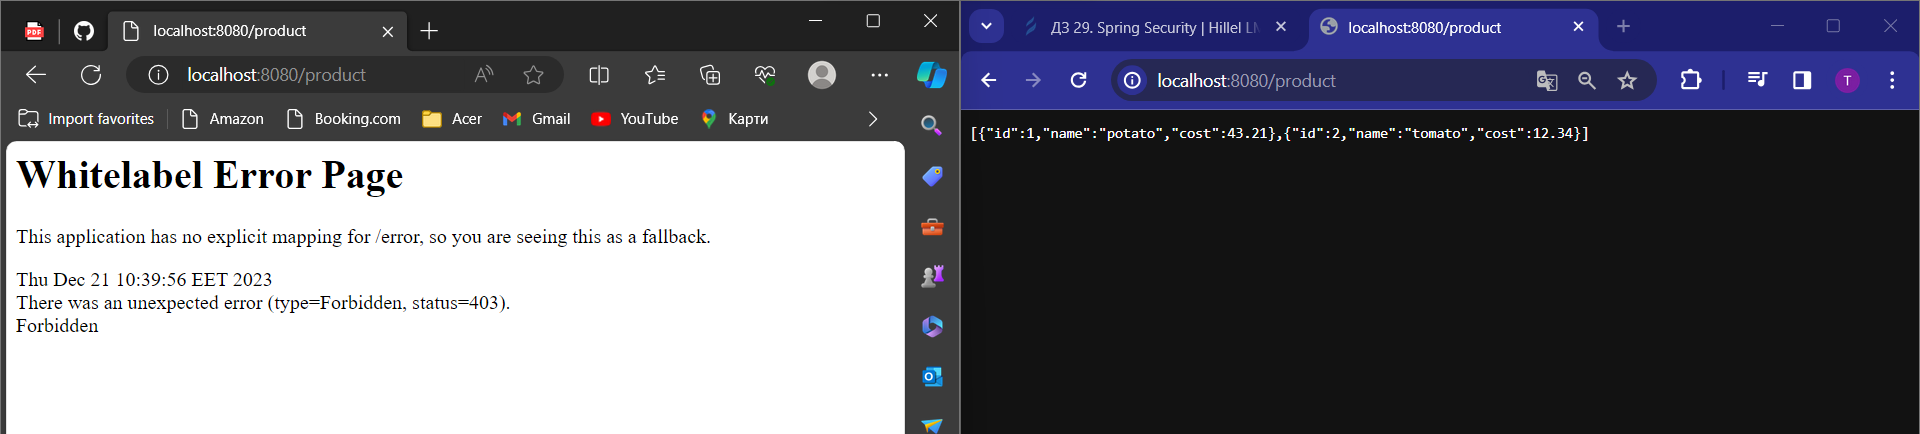 PDF
localhost:8080/product
localhost:8080/product
Import favorites
Amazon
Booking.com
Acer
Gmail
YouTube
Карти
Whitelabel Error Page
This application has no explicit mapping for /error, so you are seeing this as a fallback.
Thu Dec 21 10:39:56 EET 2023
There was an unexpected error (type=Forbidden, status=403).
Forbidden
ДЗ 29. Spring Security | Hillel LM
localhost:8080/product
localhost:8080/product
T
[{"id":1,"name":"potato","cost":43.21},{"id":2,"name":"tomato","cost":12.34}]